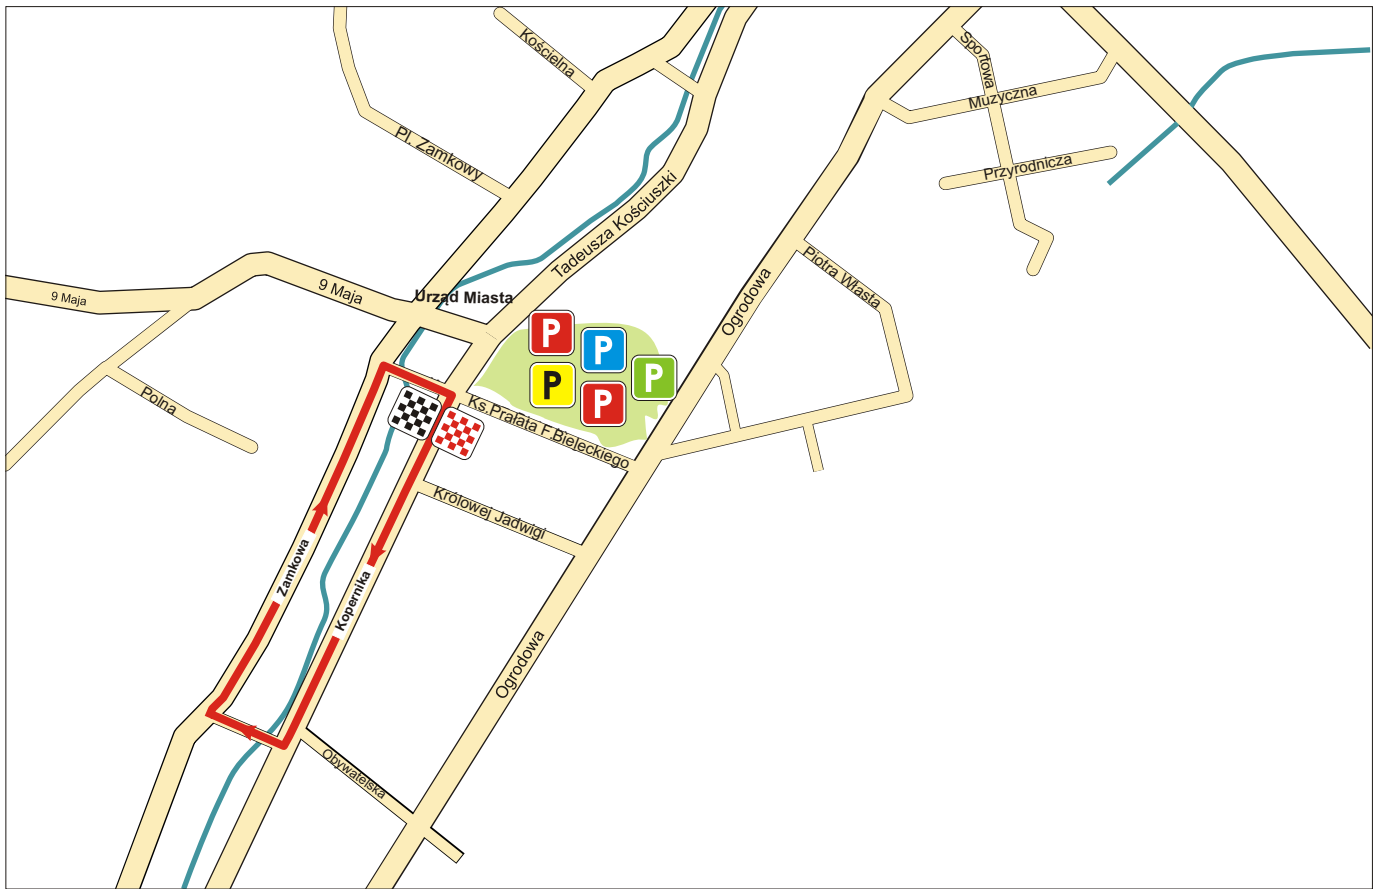 Kościelna
Sportowa
Muzyczna
Pl. Zamkowy
Przyrodnicza
Tadeusza Kościuszki
Piotra Własta
9 Maja
9 Maja
Urząd Miasta
Ogrodowa
P
P
P
P
P
Polna
Ks.Prałata F.Bieleckiego
Królowej Jadwigi
Zamkowa
Kopernika
Ogrodowa
Obywatelska